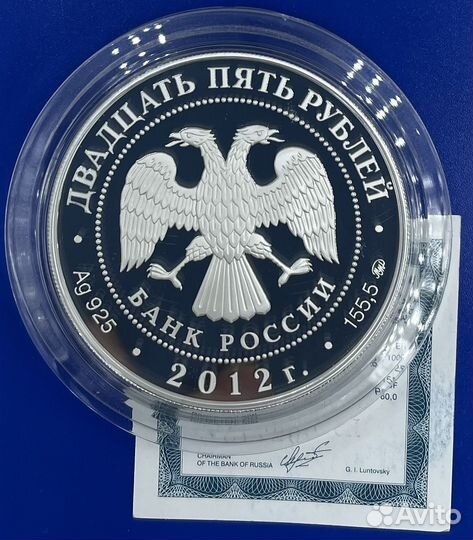 ДВАДЦАТЬ ПЯТЬ РУБЛЕЙ
Ag 925
БАНК РОССИИ
155,5
2012 г.
CHAIRMAN
OF THE BANK OF RUSSIA
G. I. Luntovsky
Avito